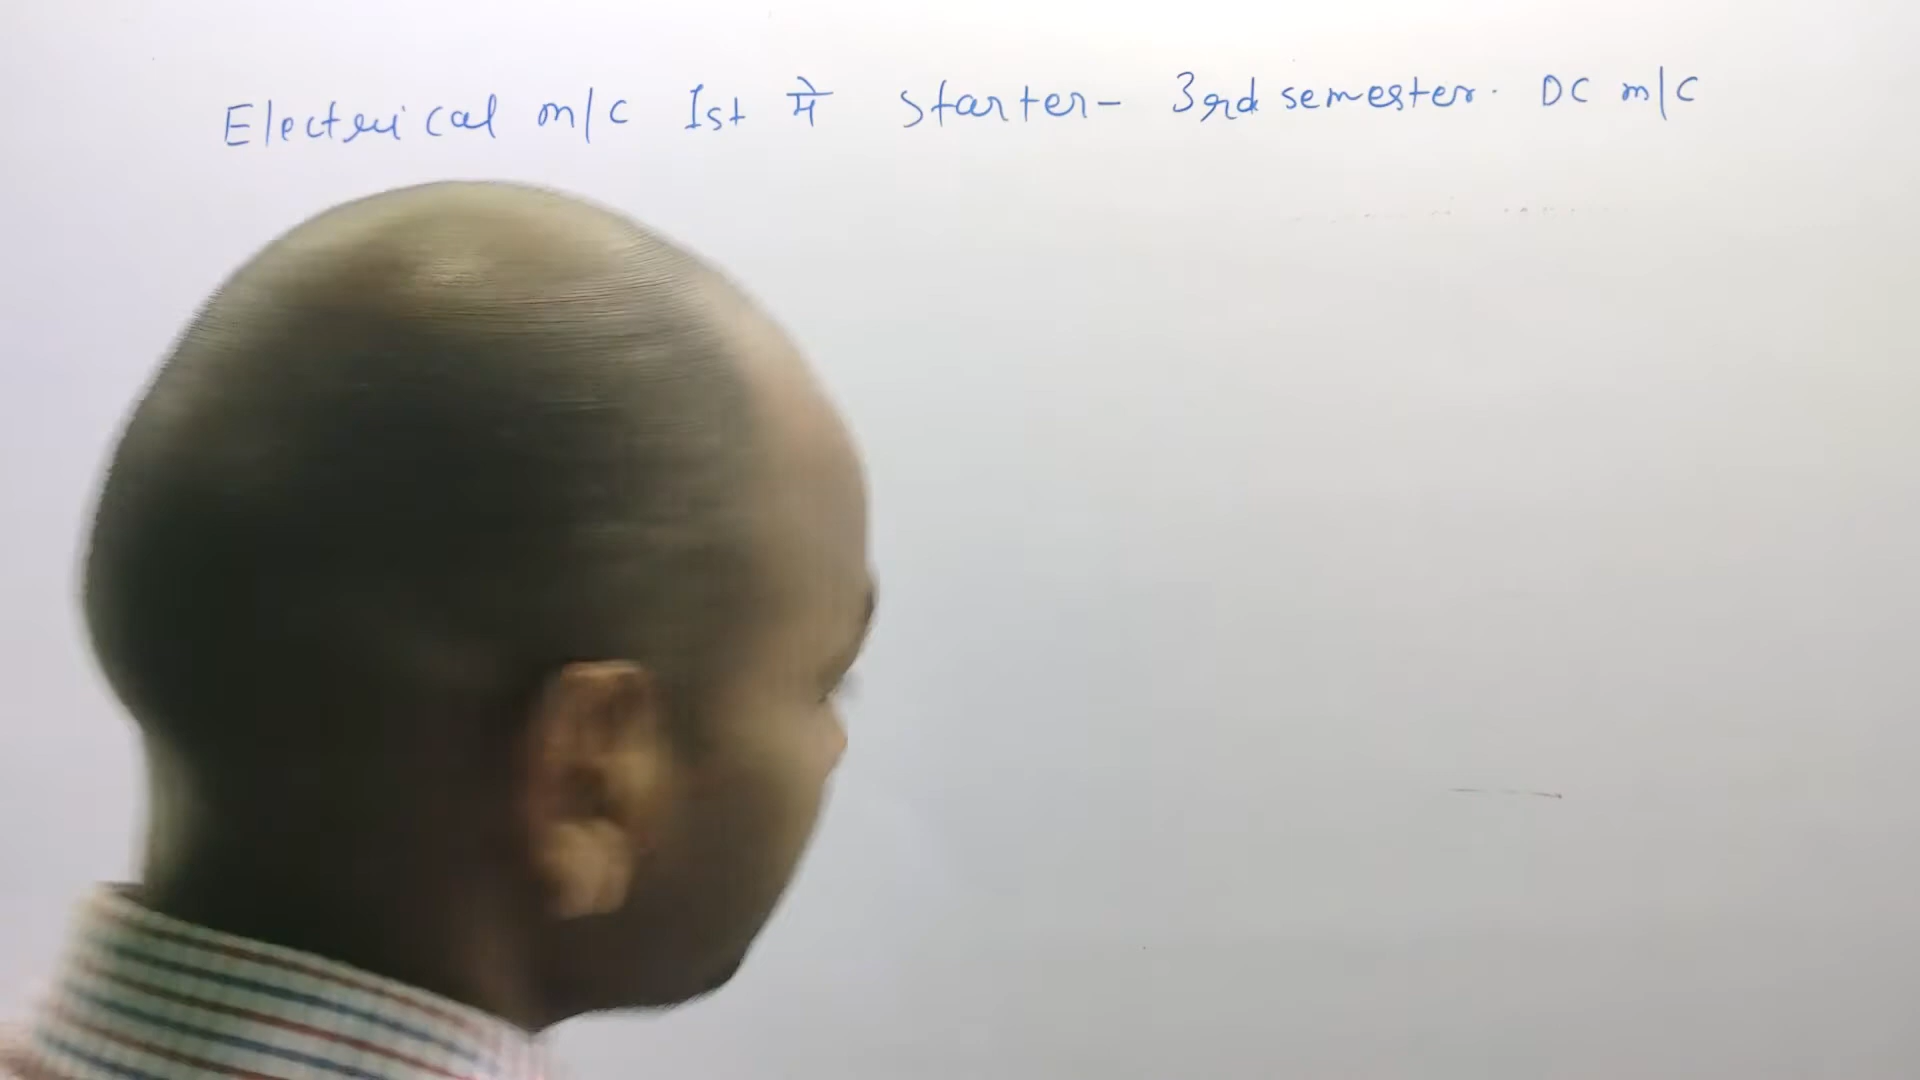 Electrical m/c Ist में Starter- 3rd semester. DC m/c